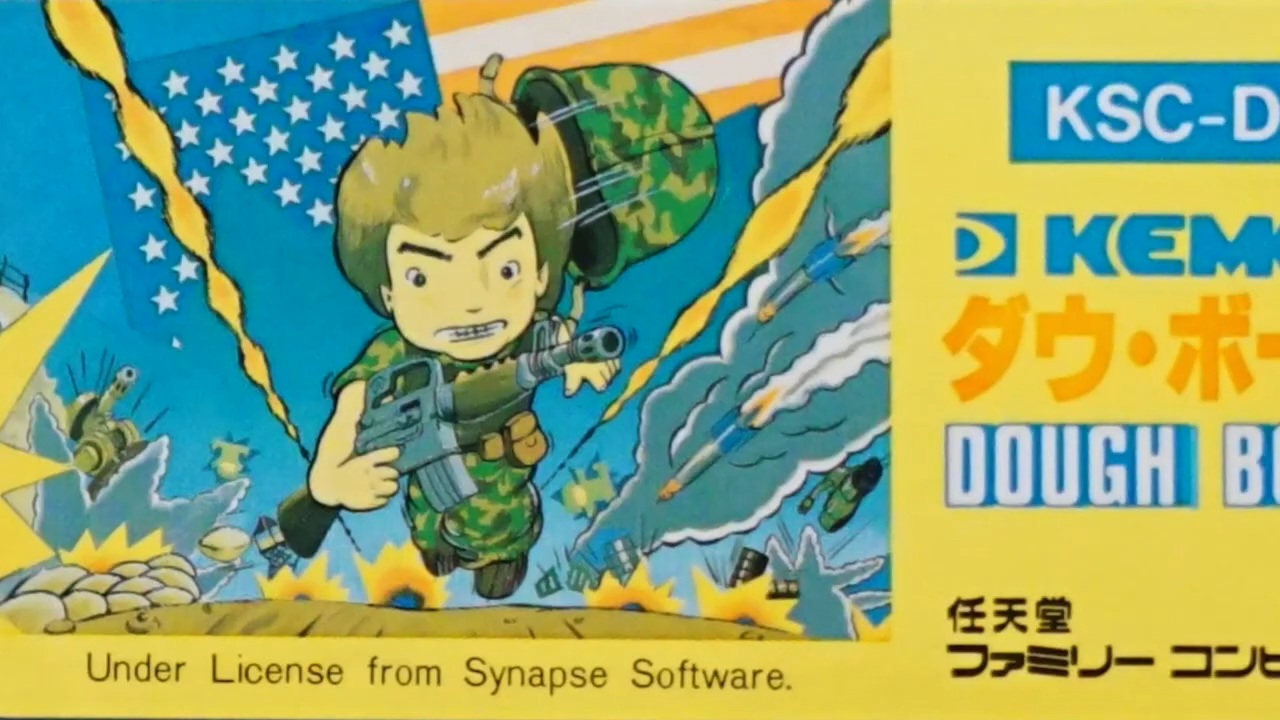 KSC-D
KEM
ダウ・ボー
DOUGH B
任天堂
ファミリー コンピ
Under License from Synapse Software.